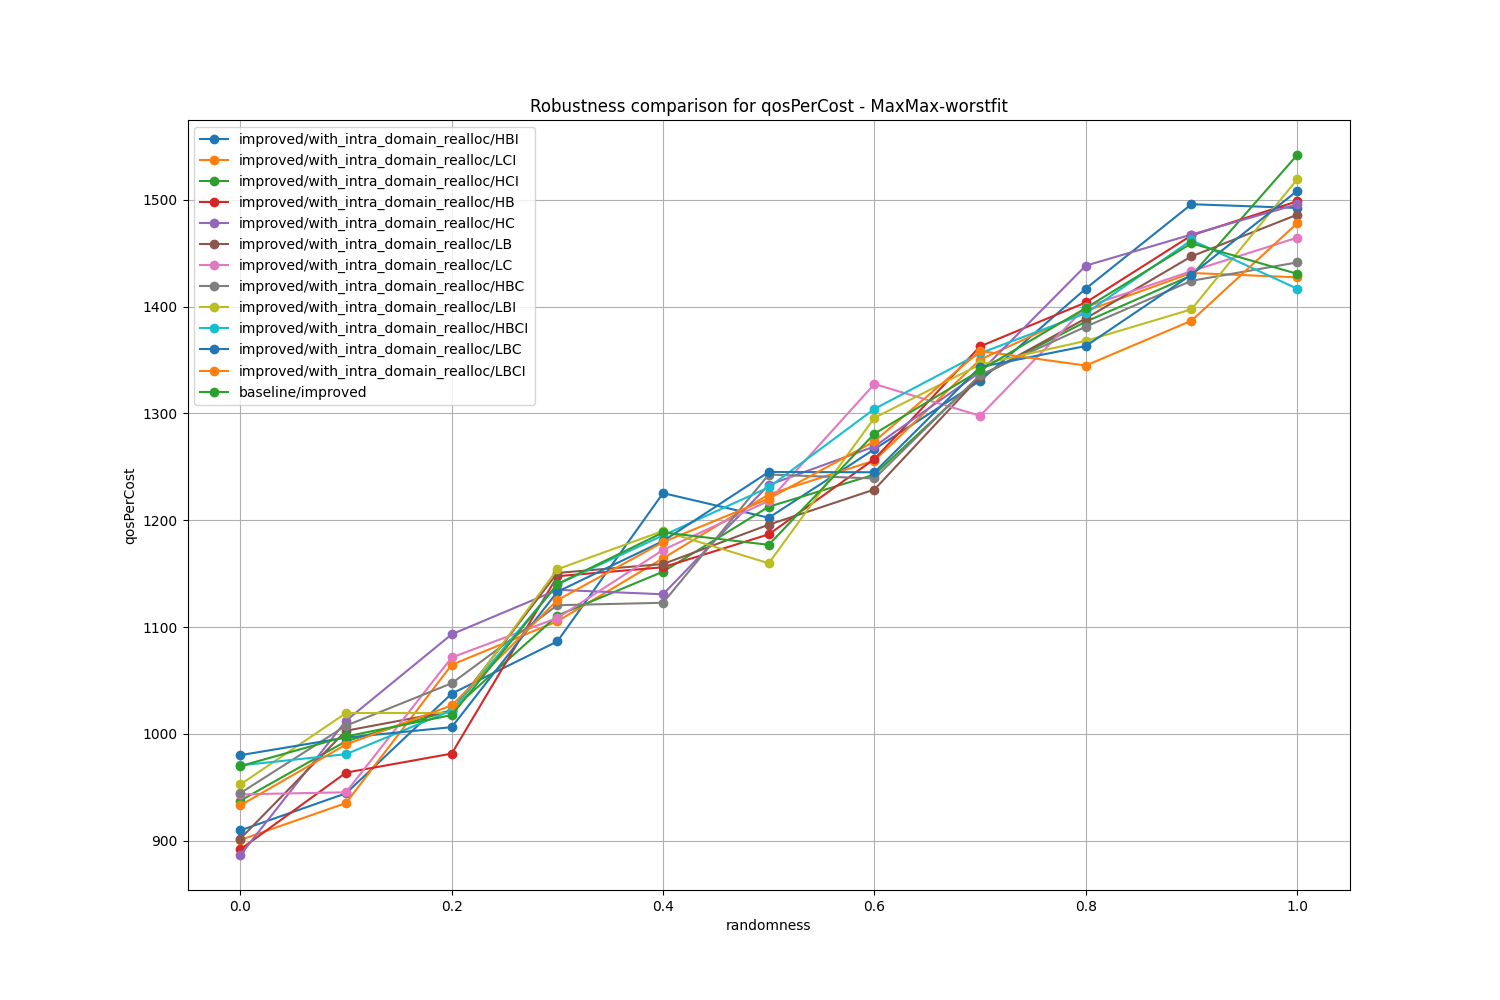 Robustness comparison for qosPerCost - MaxMax-worstfit
improved/with_intra_domain_realloc/HBI
improved/with_intra_domain_realloc/LCI
improved/with_intra_domain_realloc/HCI
improved/with_intra_domain_realloc/HB
improved/with_intra_domain_realloc/HC
improved/with_intra_domain_realloc/LB
improved/with_intra_domain_realloc/LC
improved/with_intra_domain_realloc/HBC
improved/with_intra_domain_realloc/LBI
improved/with_intra_domain_realloc/HBCI
improved/with_intra_domain_realloc/LBC
improved/with_intra_domain_realloc/LBCI
baseline/improved
1500
1400
1300
1200
1100
1000
900
qosPerCost
0.0 0.2 0.4 0.6 0.8 1.0
randomness